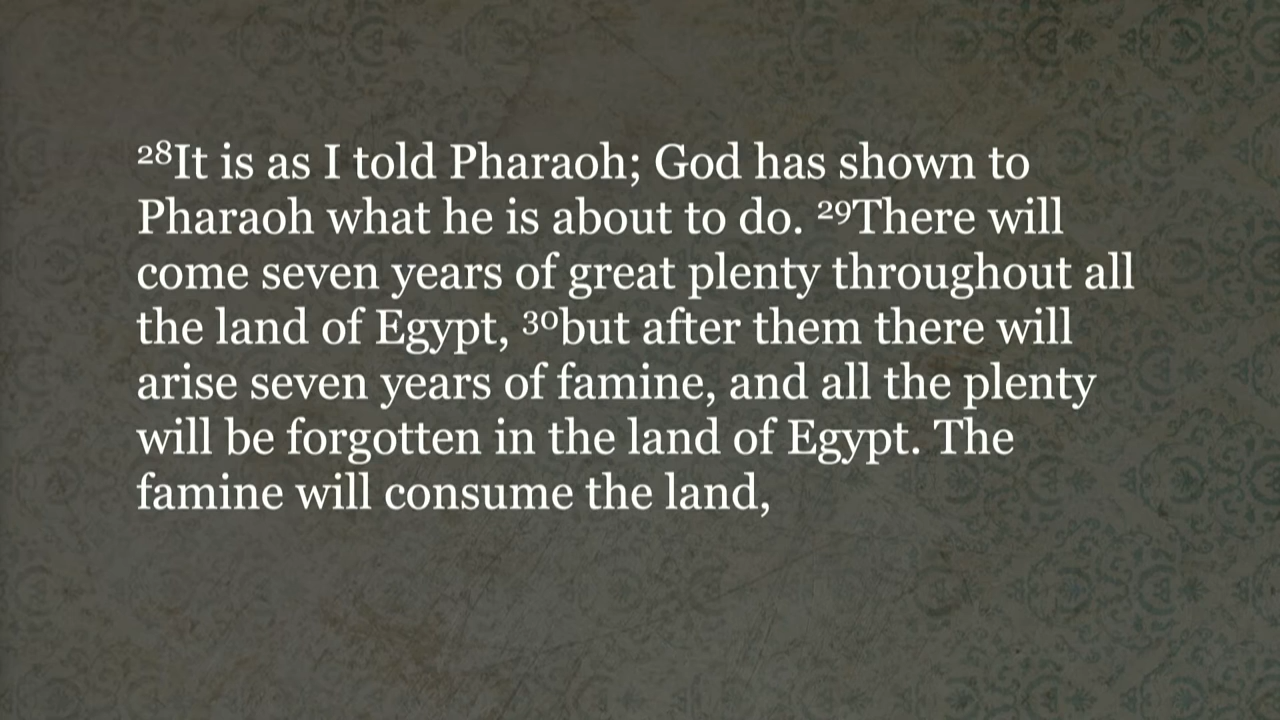 ²⁸It is as I told Pharaoh; God has shown to
Pharaoh what he is about to do. ²⁹There will
come seven years of great plenty throughout all
the land of Egypt, ³⁰but after them there will
arise seven years of famine, and all the plenty
will be forgotten in the land of Egypt. The
famine will consume the land,